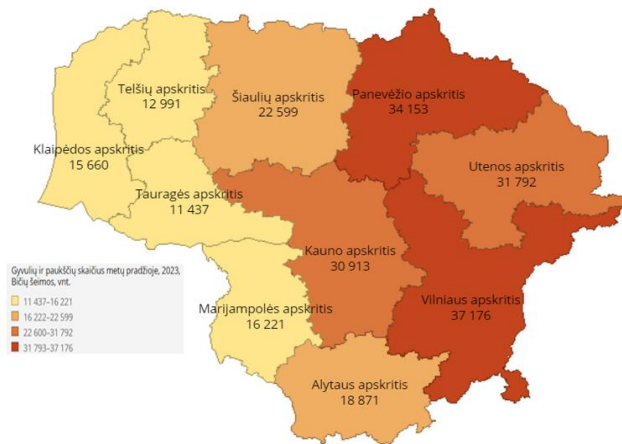 Telšių apskritis
12 991
Šiaulių apskritis
22 599
Panevėžio apskritis
34 153
Klaipėdos apskritis
15 660
Utenos apskritis
31 792
Tauragės apskritis
11 437
Kauno apskritis
30 913
Vilniaus apskritis
37 176
Marijampolės apskritis
16 221
Alytaus apskritis
18 871
Gyvulių ir paukščių skaičius metų pradžioje, 2023,
Bičių šeimos, vnt.
11 437-16 221
16 222-22 599
22 600-31 792
31 793-37 176